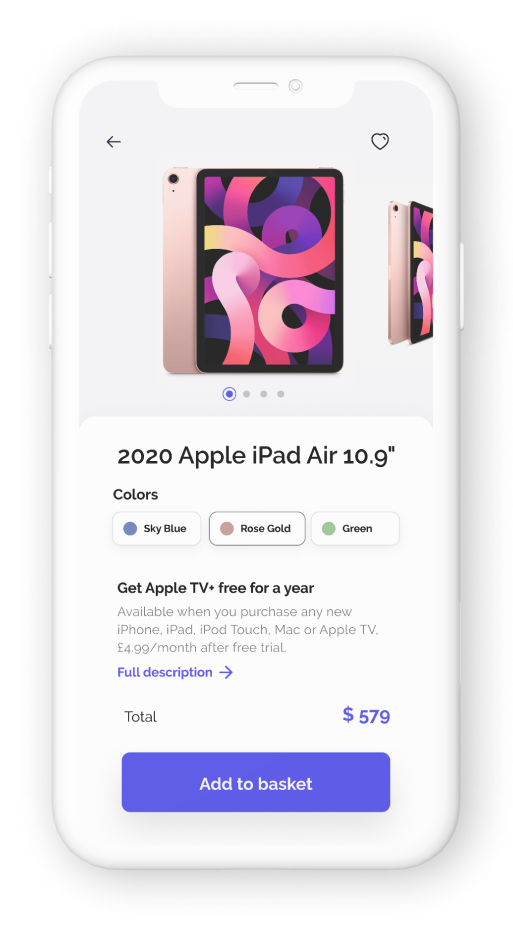 2020 Apple iPad Air 10.9"
Colors
Sky Blue
Rose Gold
Green
Get Apple TV+ free for a year
Available when you purchase any new
iPhone, iPad, iPod Touch, Mac or Apple TV,
£4.99/month after free trial.
Full description
Total
$ 579
Add to basket